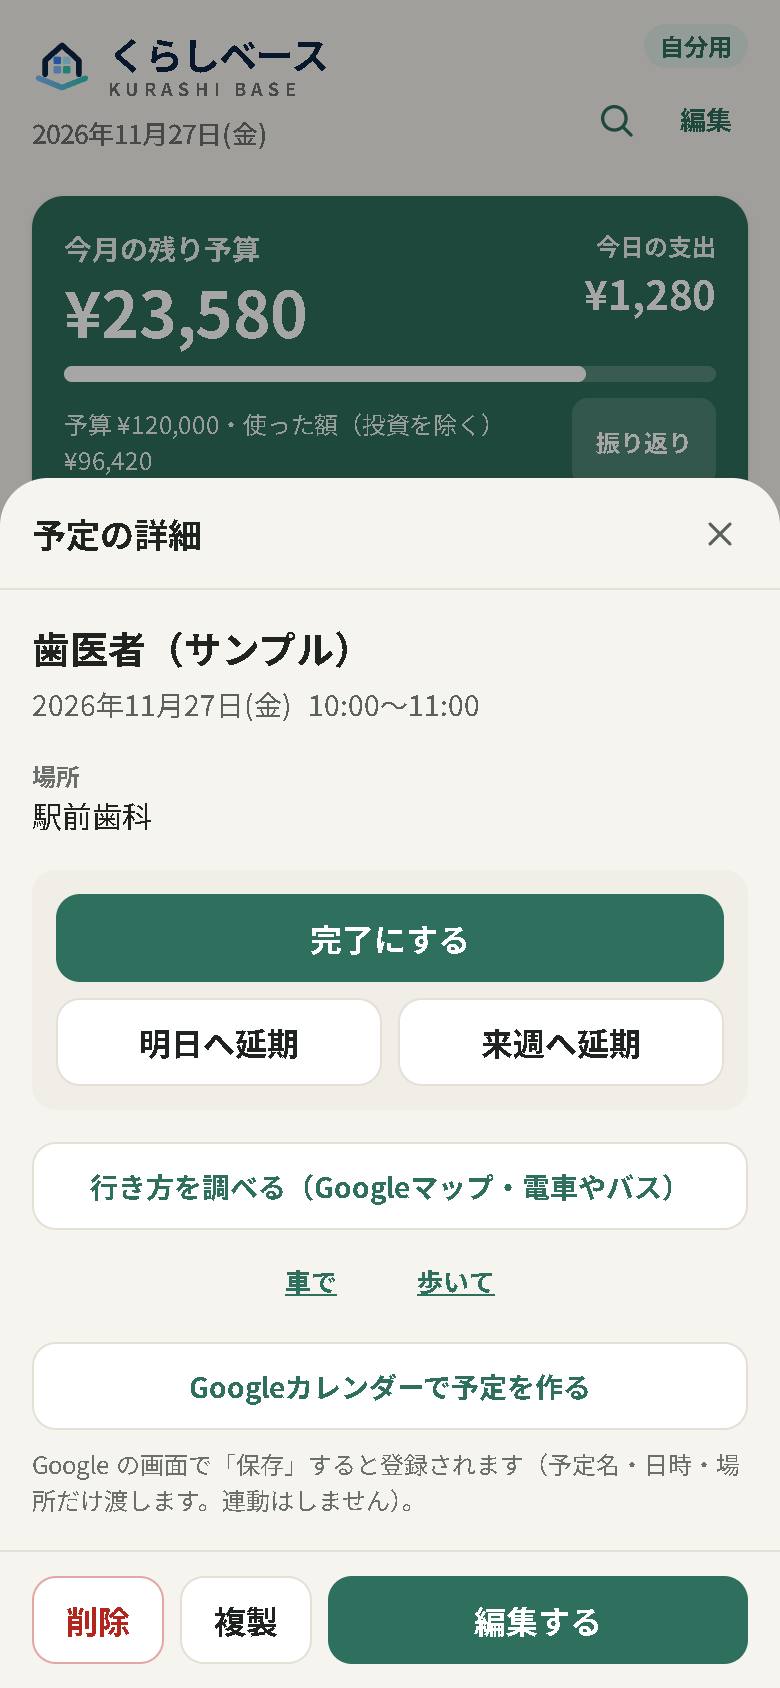 くらしベース
KURASHI BASE
自分用
2026年11月27日(金)
編集
今月の残り予算
今日の支出
¥23,580
¥1,280
予算 ¥120,000・使った額（投資を除く）
¥96,420
振り返り
予定の詳細
歯医者（サンプル）
2026年11月27日(金) 10:00〜11:00
場所
駅前歯科
完了にする
明日へ延期
来週へ延期
行き方を調べる（Googleマップ・電車やバス）
車で
歩いて
Googleカレンダーで予定を作る
Google の画面で「保存」すると登録されます（予定名・日時・場
所だけ渡します。連動はしません）。
削除
複製
編集する